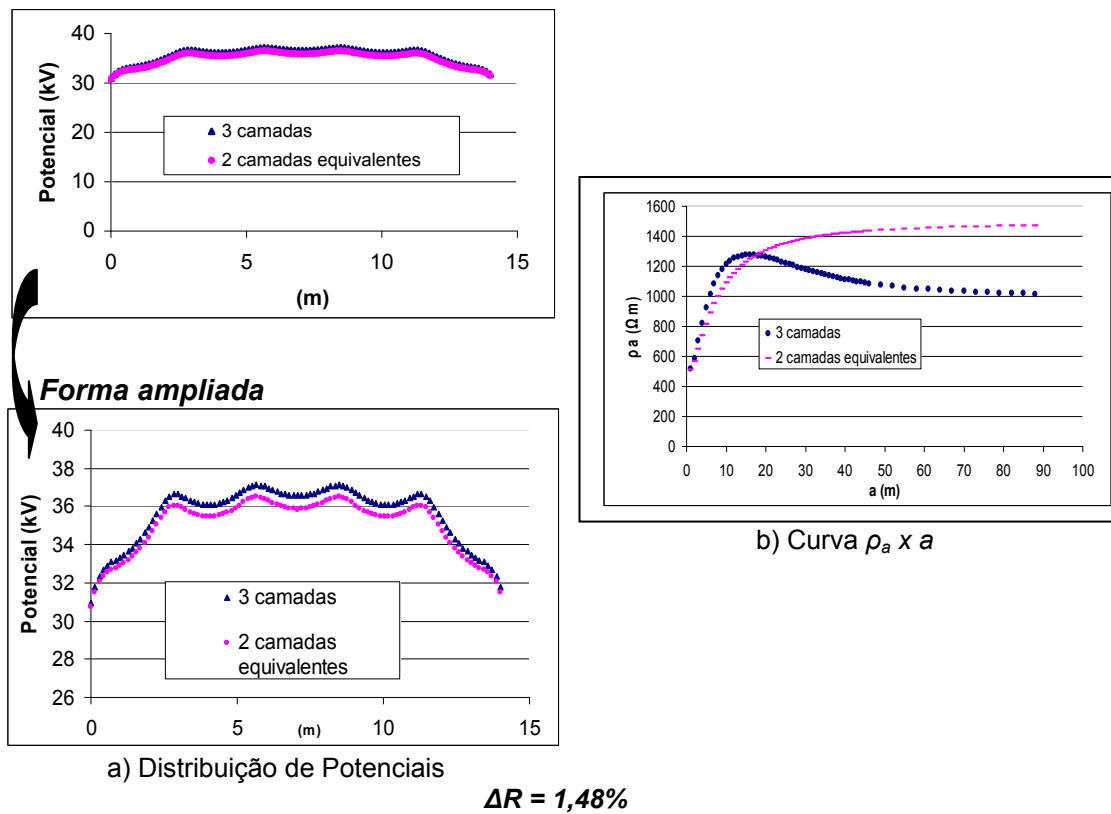 Potencial (kV)
40
30
20
10
0
3 camadas
2 camadas equivalentes
0 5 10 15
(m)
Forma ampliada
Potencial (kV)
40
38
36
34
32
30
28
26
3 camadas
2 camadas
equivalentes
0 5 (m) 10 15
a) Distribuição de Potenciais
ρ a (Ω m)
1600
1400
1200
1000
800
600
400
200
0
3 camadas
2 camadas equivalentes
0 10 20 30 40 50 60 70 80 90 100
a (m)
b) Curva ρa x a
ΔR = 1,48%